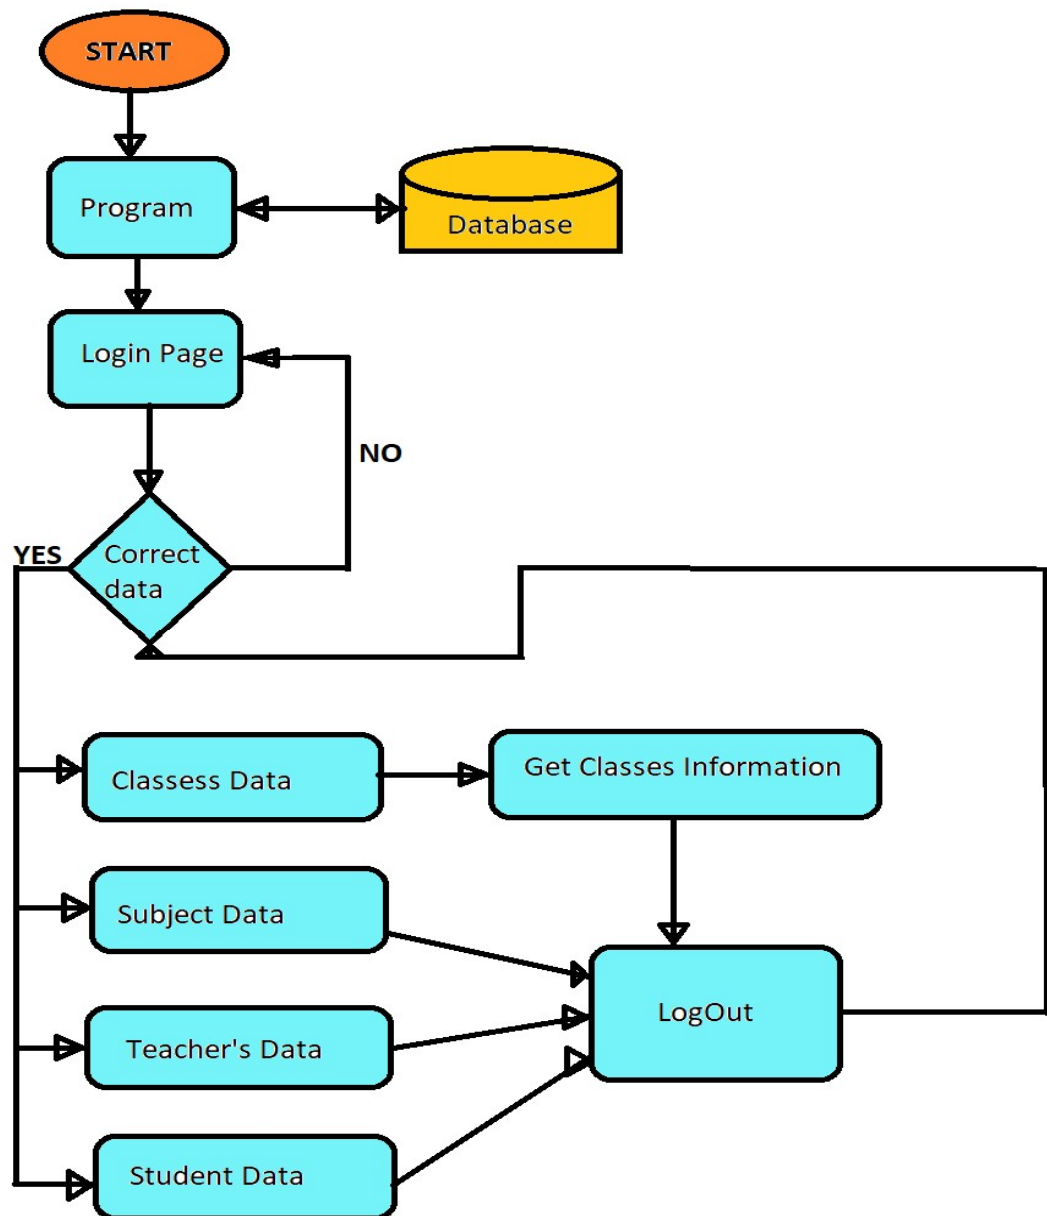 START
Program
Database
Login Page
NO
YES
Correct
data
Classess Data
Get Classes Information
Subject Data
LogOut
Teacher's Data
Student Data